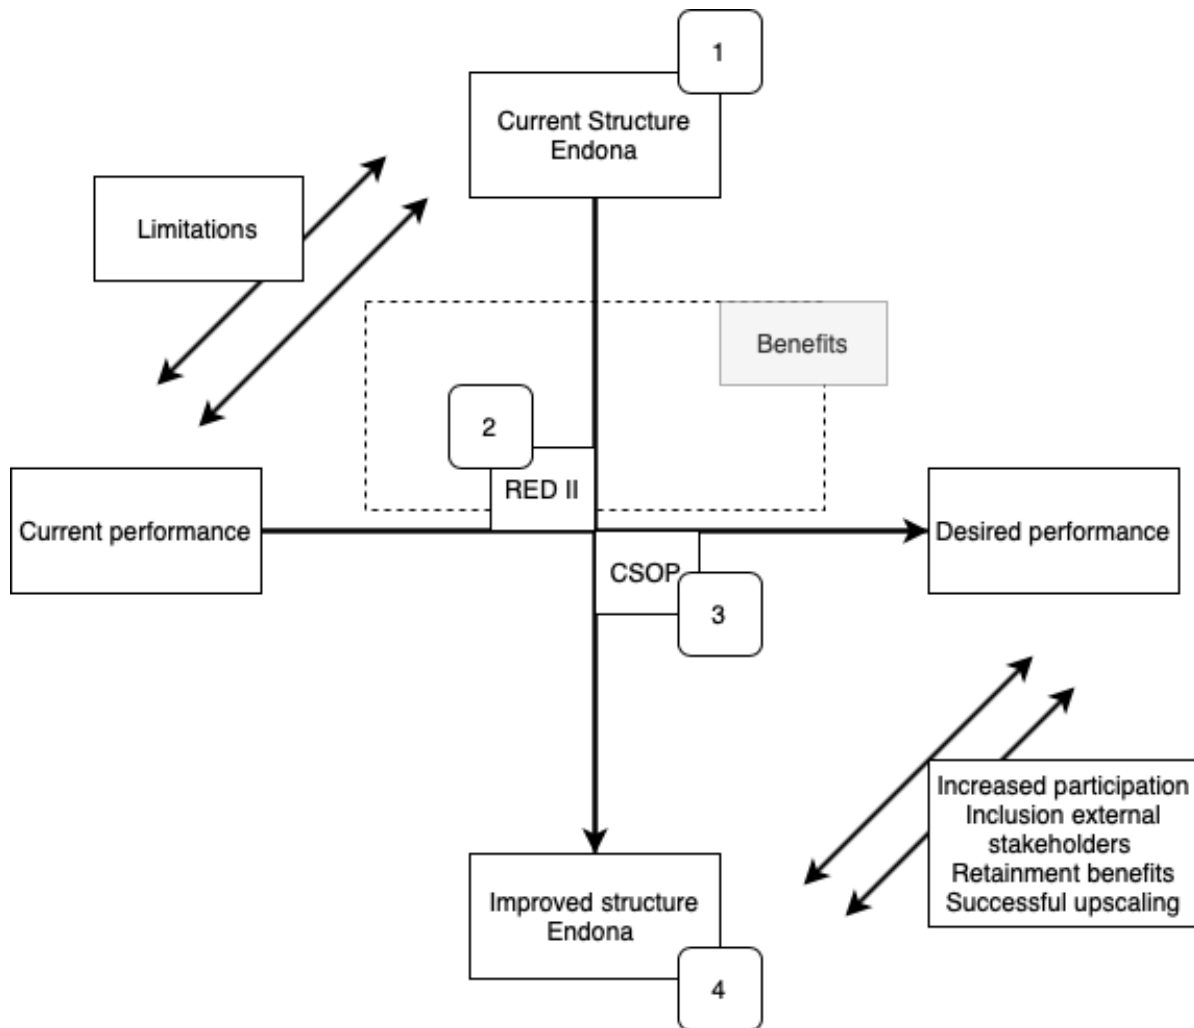 1
Current Structure
Endona
Limitations
Benefits
2
RED II
Current performance
Desired performance
CSOP
3
Increased participation
Inclusion external
stakeholders
Retainment benefits
Successful upscaling
Improved structure
Endona
4